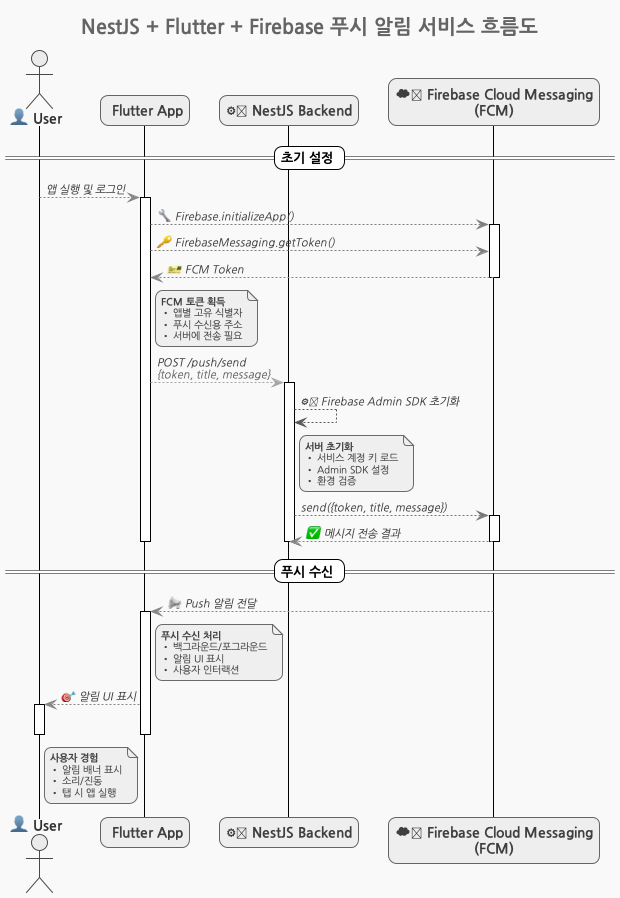 NestJS + Flutter + Firebase 푸시 알림 서비스 흐름도
👤 User
Flutter App
⚙️ NestJS Backend
☁️ Firebase Cloud Messaging
(FCM)
초기 설정
앱 실행 및 로그인
🔧 Firebase.initializeApp()
🔑 FirebaseMessaging.getToken()
🎫 FCM Token
FCM 토큰 획득
• 앱별 고유 식별자
• 푸시 수신용 주소
• 서버에 전송 필요
POST /push/send
{token, title, message}
⚙️ Firebase Admin SDK 초기화
서버 초기화
• 서비스 계정 키 로드
• Admin SDK 설정
• 환경 검증
send({token, title, message})
✅ 메시지 전송 결과
푸시 수신
📢 Push 알림 전달
푸시 수신 처리
• 백그라운드/포그라운드
• 알림 UI 표시
• 사용자 인터랙션
🎯 알림 UI 표시
사용자 경험
• 알림 배너 표시
• 소리/진동
• 탭 시 앱 실행
👤 User
Flutter App
⚙️ NestJS Backend
☁️ Firebase Cloud Messaging
(FCM)